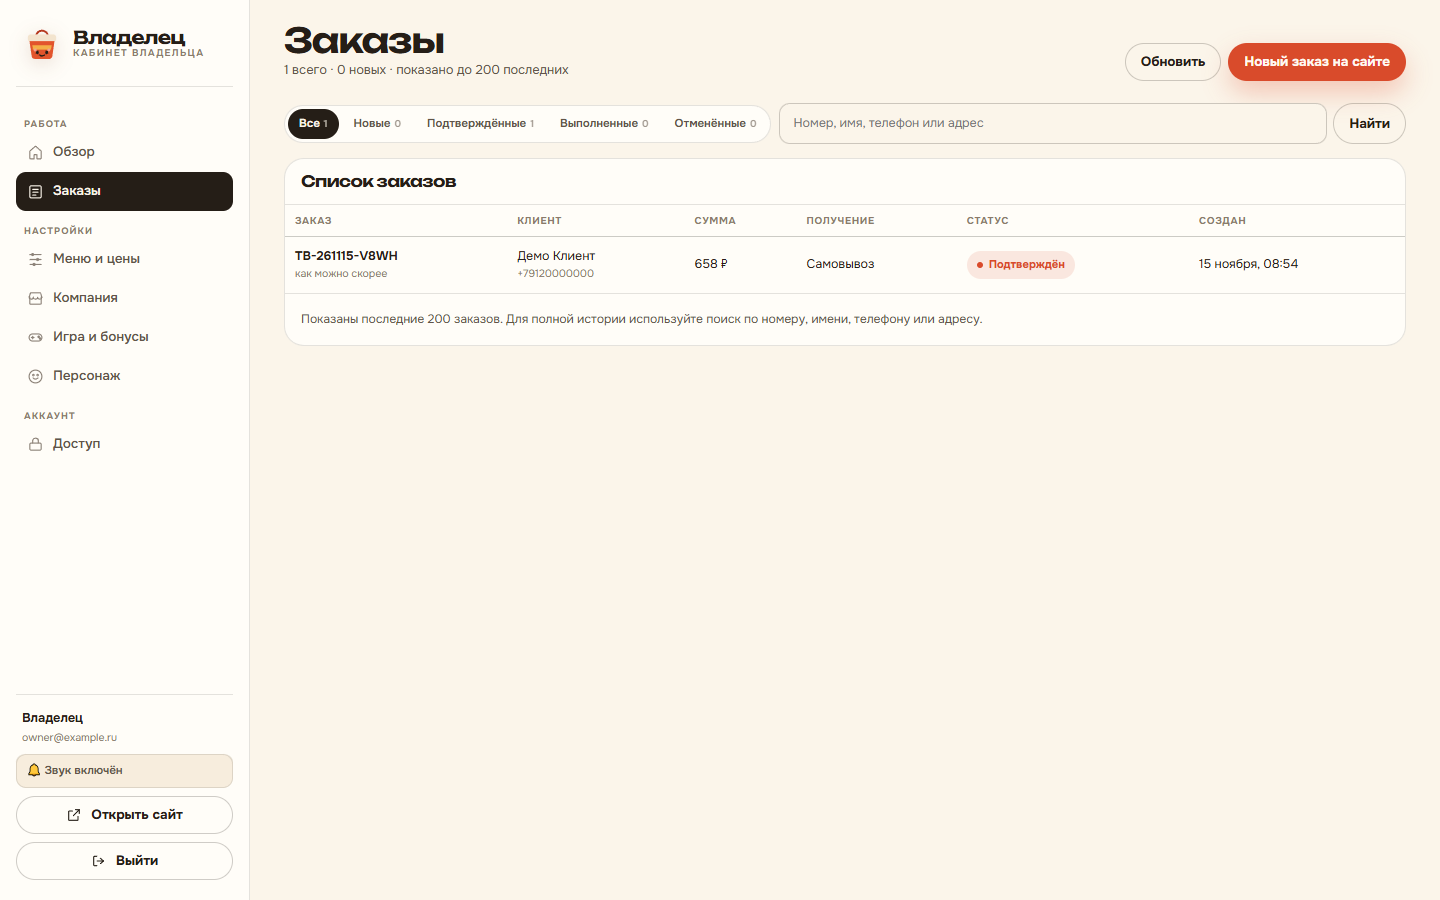 Владелец
КАБИНЕТ ВЛАДЕЛЬЦА
РАБОТА
Обзор
Заказы
НАСТРОЙКИ
Меню и цены
Компания
Игра и бонусы
Персонаж
АККАУНТ
Доступ
Владелец
owner@example.ru
Звук включён
Открыть сайт
Выйти
Заказы
1 всего · 0 новых · показано до 200 последних
Обновить
Новый заказ на сайте
Все 1
Новые 0
Подтверждённые 1
Выполненные 0
Отменённые 0
Номер, имя, телефон или адрес
Найти
Список заказов
ЗАКАЗ КЛИЕНТ СУММА ПОЛУЧЕНИЕ СТАТУС СОЗДАН
ТВ-261115-V8WH Демо Клиент 658 ₽ Самовывоз Подтверждён 15 ноября, 08:54
как можно скорее +79120000000
Показаны последние 200 заказов. Для полной истории используйте поиск по номеру, имени, телефону или адресу.